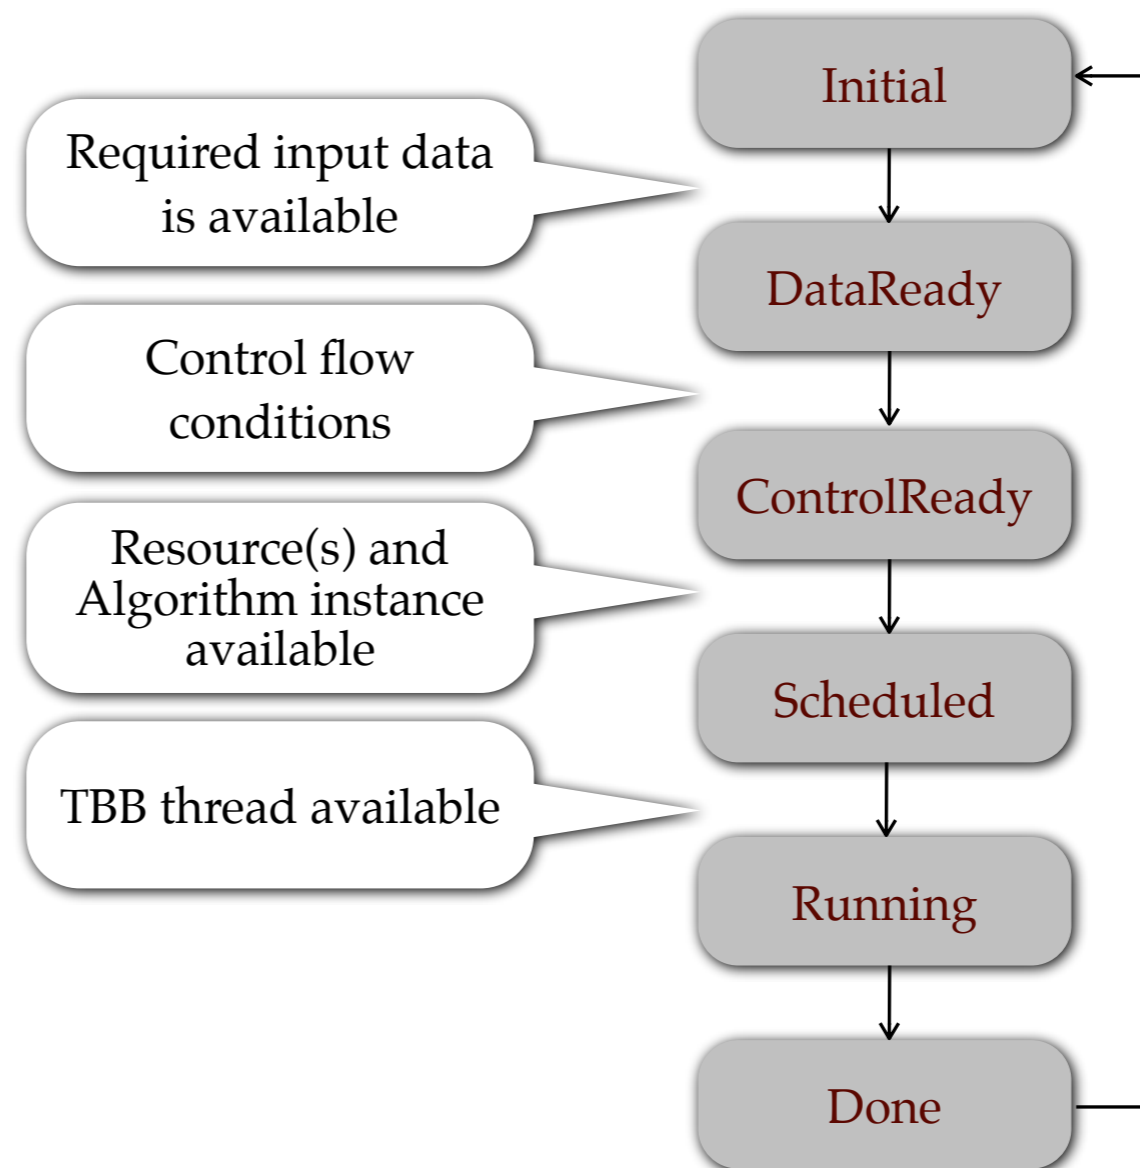 Initial
Required input data
is available
DataReady
Control flow
conditions
ControlReady
Resource(s) and
Algorithm instance
available
Scheduled
TBB thread available
Running
Done